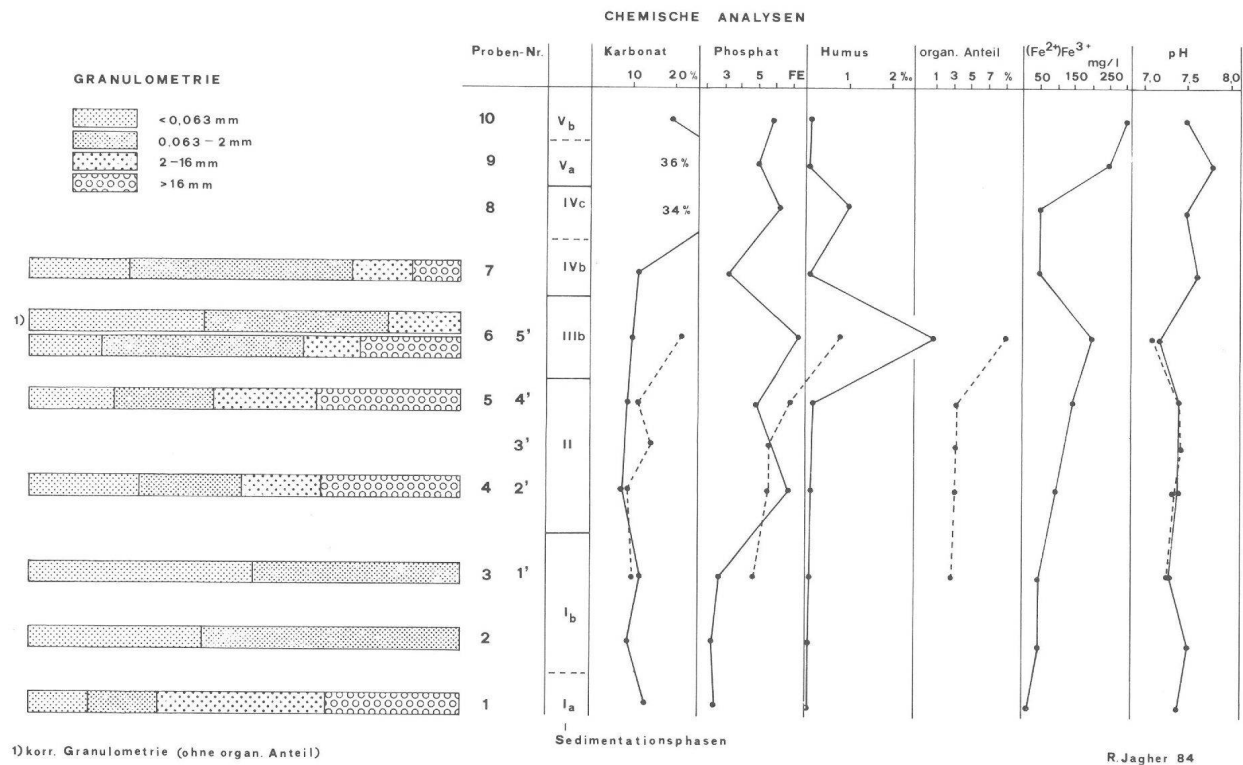 CHEMISCHE ANALYSEN
Proben-Nr. Karbonat Phosphat Humus organ. Anteil (Fe2+)Fe3+ mg/l pH
10 20% 3 5 FE 1 2‰ 1 3 5 7 % 50 150 250 7,0 7,5 8,0
GRANULOMETRIE
<0,063 mm
0,063 – 2 mm
2 – 16 mm
>16 mm
10 Vb
9 Va 36%
8 IVc 34%
7 IVb
1) 6 5' IIIb
5 4'
3' II
4 2'
3 1'
Ib
2
1 Ia
I
Sedimentationsphasen
1) korr. Granulometrie (ohne organ. Anteil)
R. Jagher 84